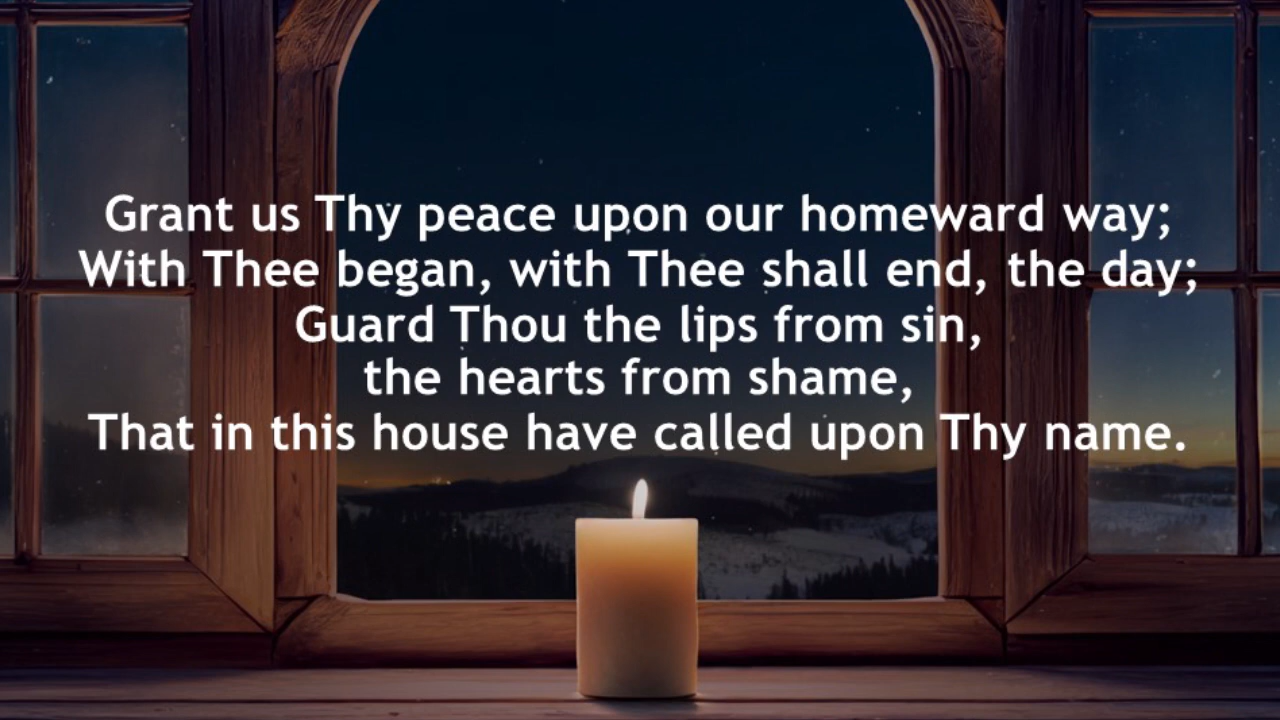 Grant us Thy peace upon our homeward way;
With Thee began, with Thee shall end, the day;
Guard Thou the lips from sin,
the hearts from shame,
That in this house have called upon Thy name.